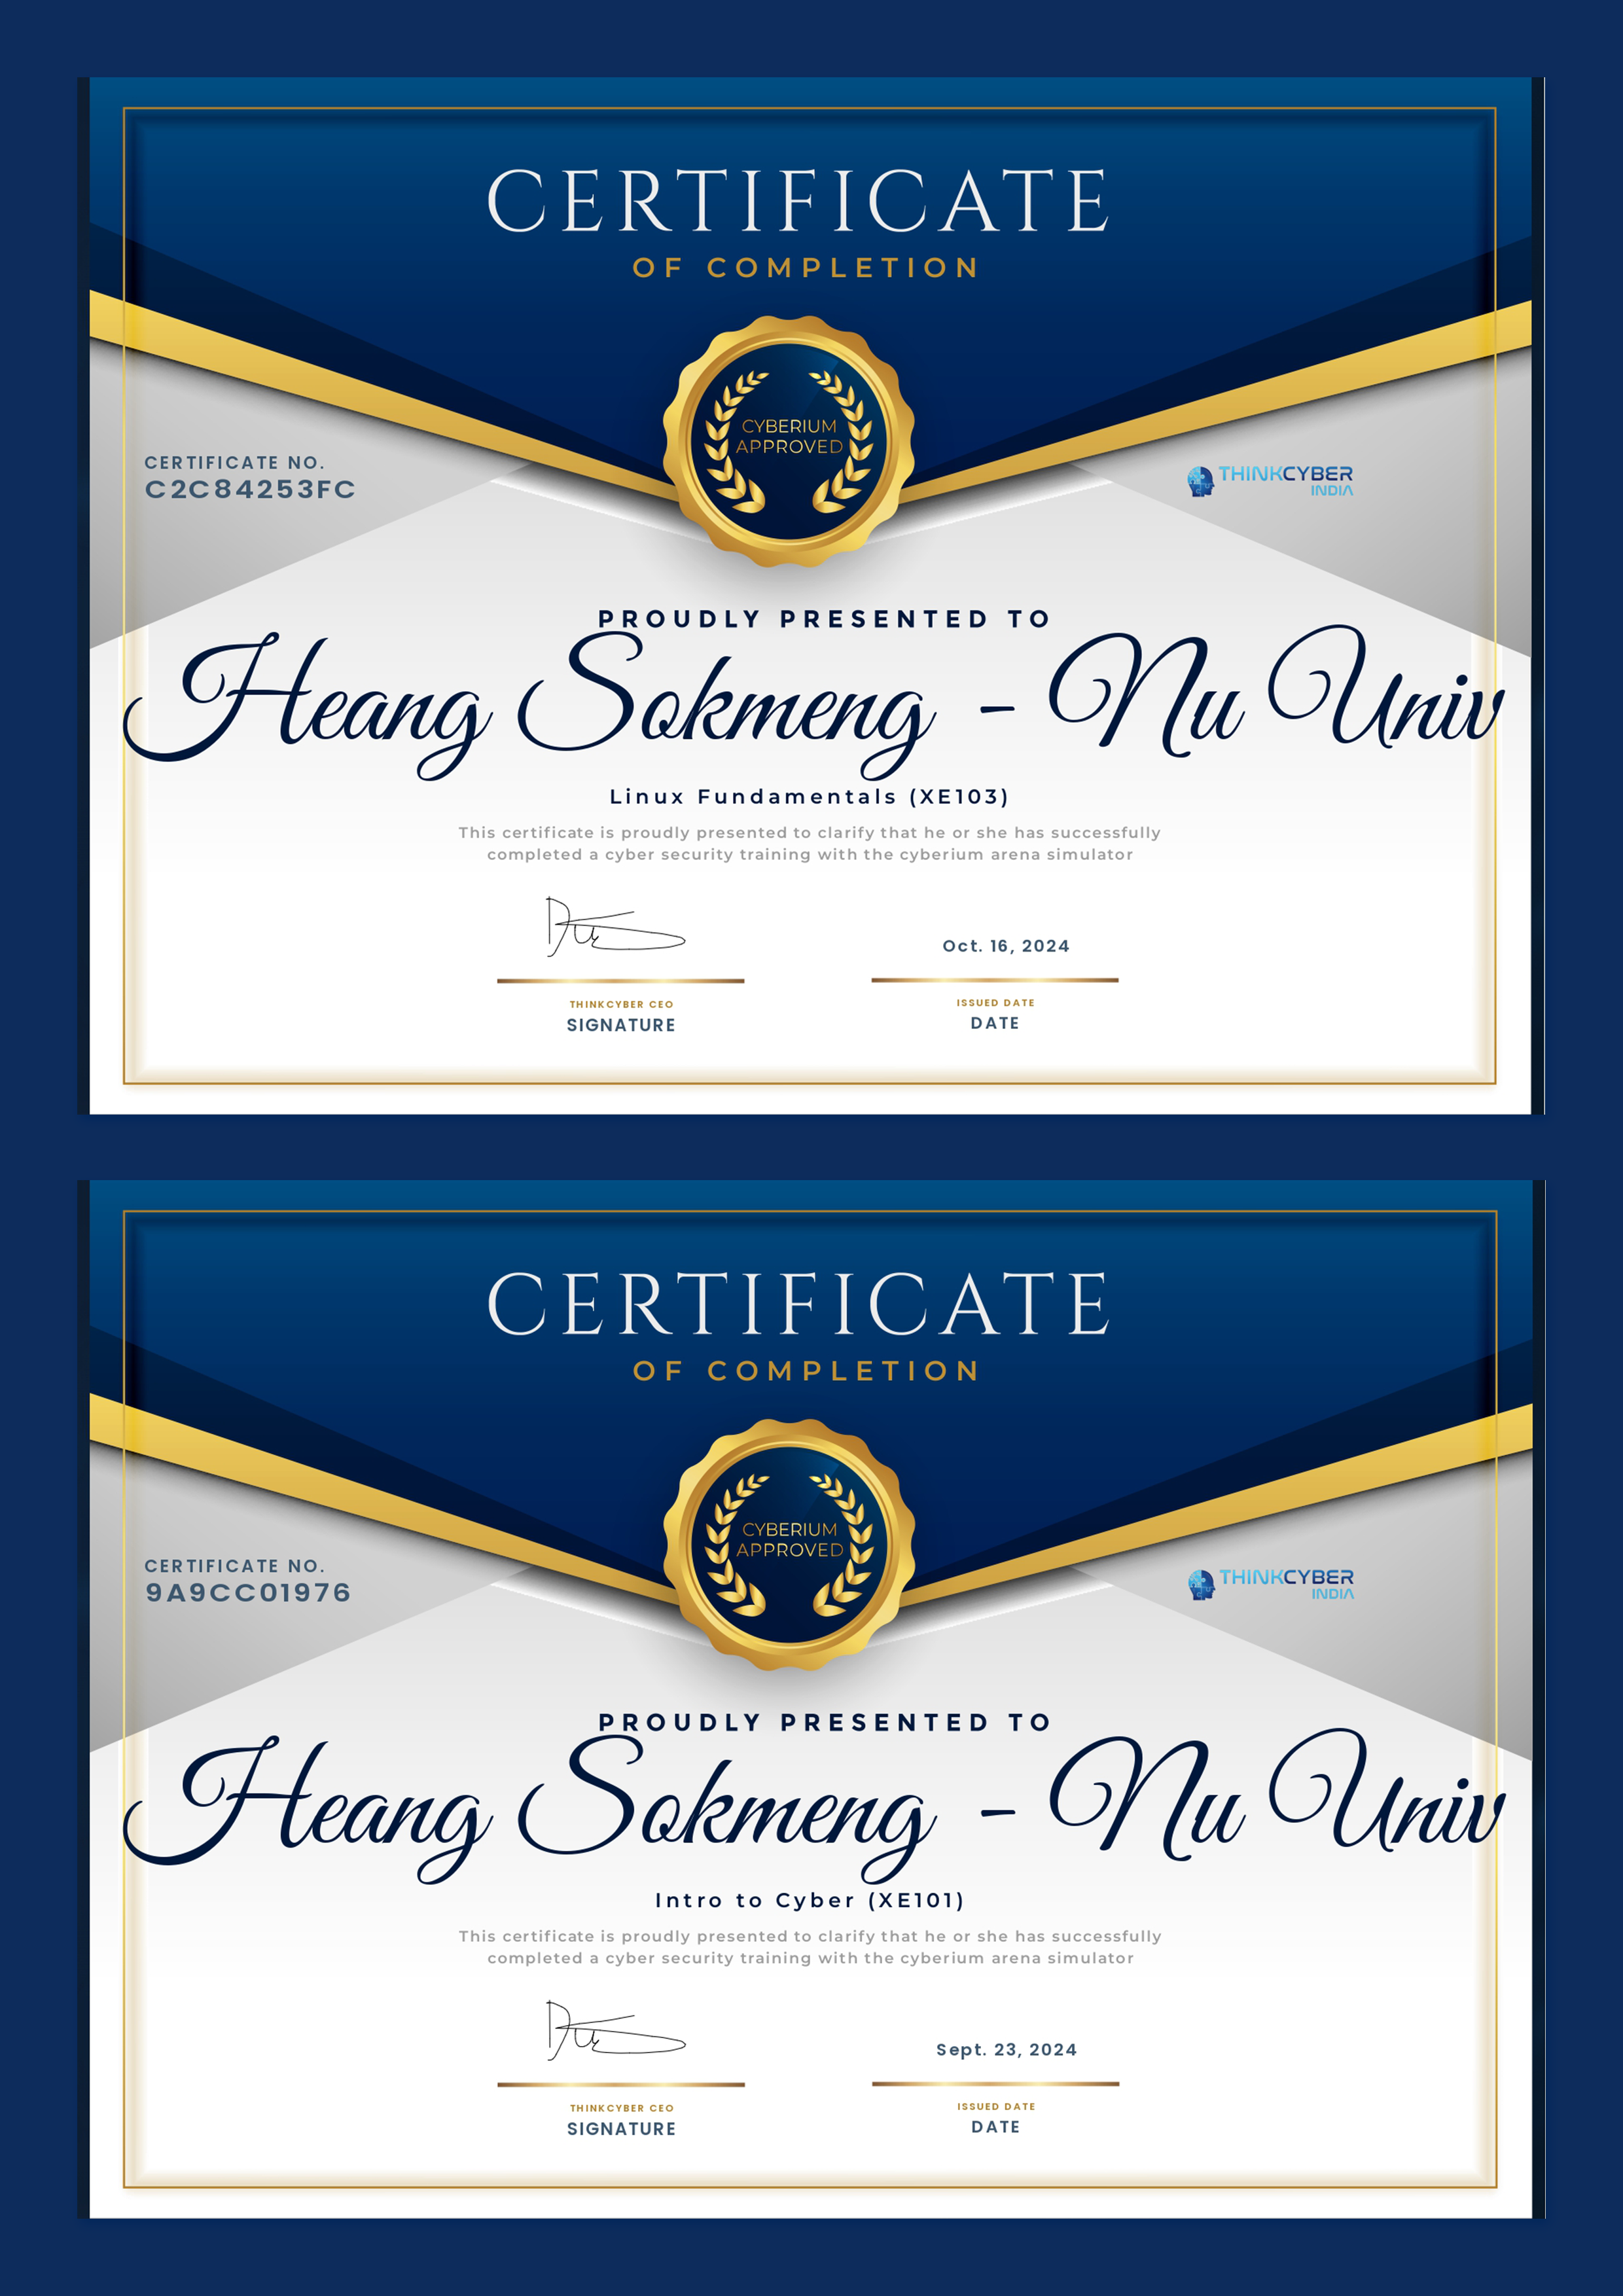 CERTIFICATE
OF COMPLETION
CYBERIUM
APPROVED
CERTIFICATE NO.
C2C84253FC
THINKCYBER
INDIA
PROUDLY PRESENTED TO
Heang Sokmeng - Nu Univ
Linux Fundamentals (XE103)
This certificate is proudly presented to clarify that he or she has successfully
completed a cyber security training with the cyberium arena simulator
Oct. 16, 2024
THINKCYBER CEO
SIGNATURE
ISSUED DATE
DATE
CERTIFICATE
OF COMPLETION
CYBERIUM
APPROVED
CERTIFICATE NO.
9A9CC01976
THINKCYBER
INDIA
PROUDLY PRESENTED TO
Heang Sokmeng - Nu Univ
Intro to Cyber (XE101)
This certificate is proudly presented to clarify that he or she has successfully
completed a cyber security training with the cyberium arena simulator
Sept. 23, 2024
THINKCYBER CEO
SIGNATURE
ISSUED DATE
DATE